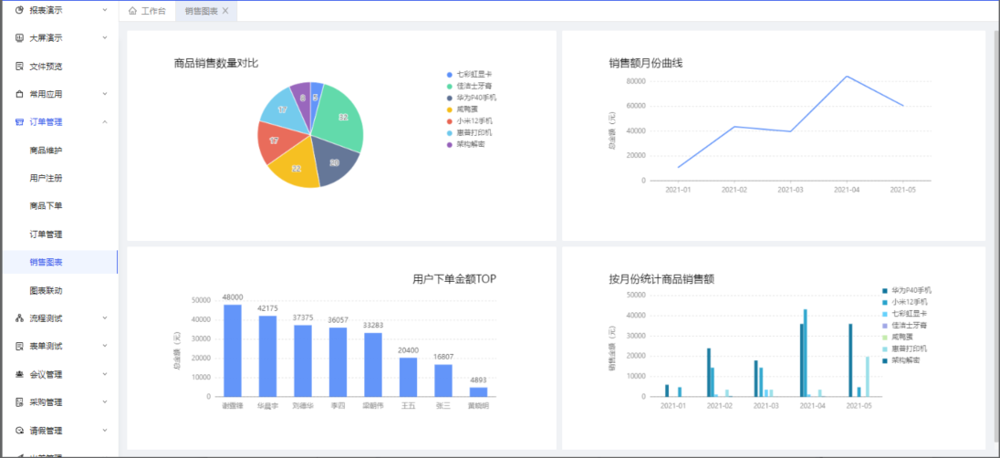 报表演示
大屏演示
文件预览
常用应用
订单管理
商品维护
用户注册
商品下单
订单管理
销售图表
图表联动
流程测试
表单测试
会议管理
采购管理
请假管理
工作台
销售图表
商品销售数量对比
5
32
20
22
17
17
8
七彩虹显卡
佳洁士牙膏
华为P40手机
咸鸭蛋
小米12手机
惠普打印机
架构解密
销售额月份曲线
总金额（元）
80000
60000
40000
20000
0
2021-01
2021-02
2021-03
2021-04
2021-05
用户下单金额TOP
总金额（元）
50000
40000
30000
20000
10000
0
48000
42175
37375
36057
33283
20400
16807
4893
谢霆锋
华盛李
刘德华
李四
梁朝伟
王五
张三
黄晓明
按月份统计商品销售额
销售金额（元）
50000
40000
30000
20000
10000
0
2021-01
2021-02
2021-03
2021-04
2021-05
华为P40手机
小米12手机
七彩虹显卡
佳洁士牙膏
咸鸭蛋
惠普打印机
架构解密